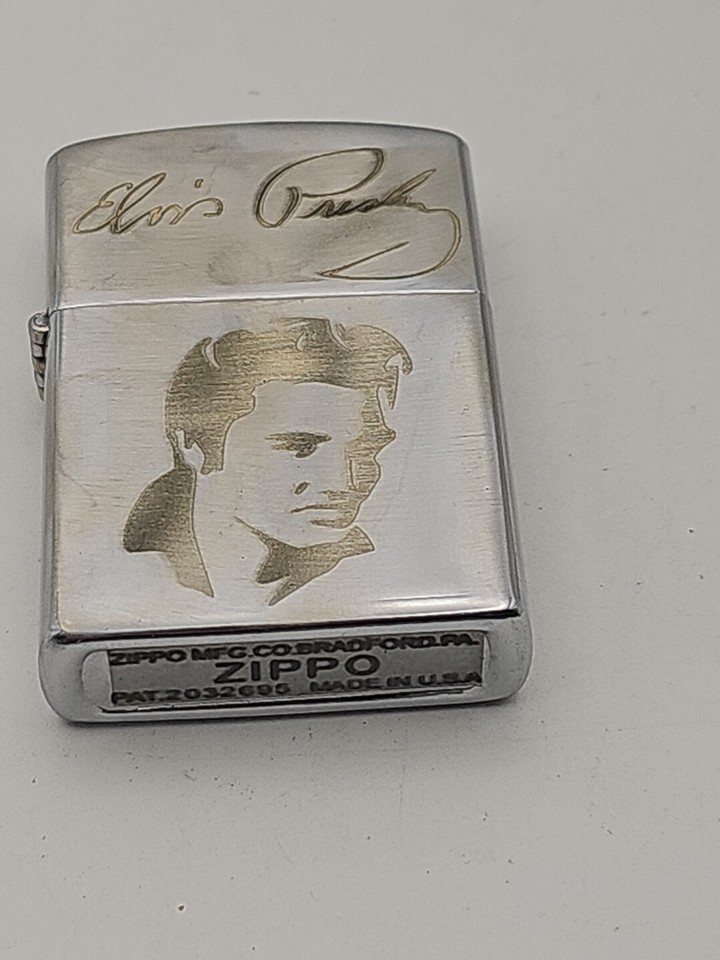 Elvis Presley
ZIPPO MFG.CO.BRADFORD.PA.
ZIPPO
PAT.2032695 MADE IN U.S.A